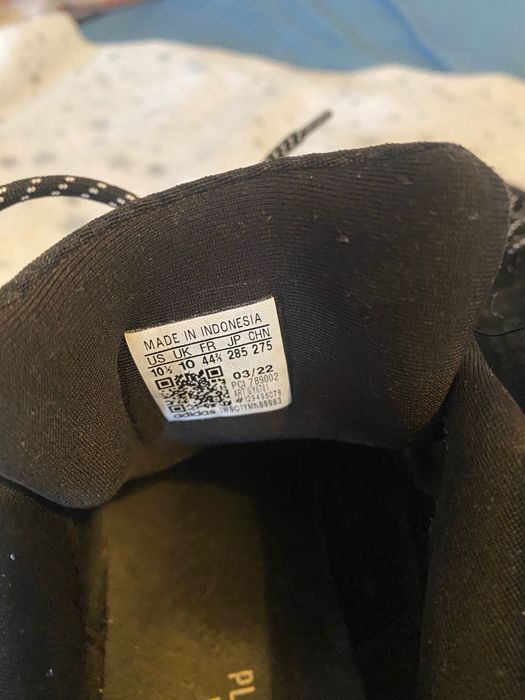 MADE IN INDONESIA
US UK FR JP CHN
10½ 10 44⅔ 285 275
03/22
PCI 789002
adidas
PL